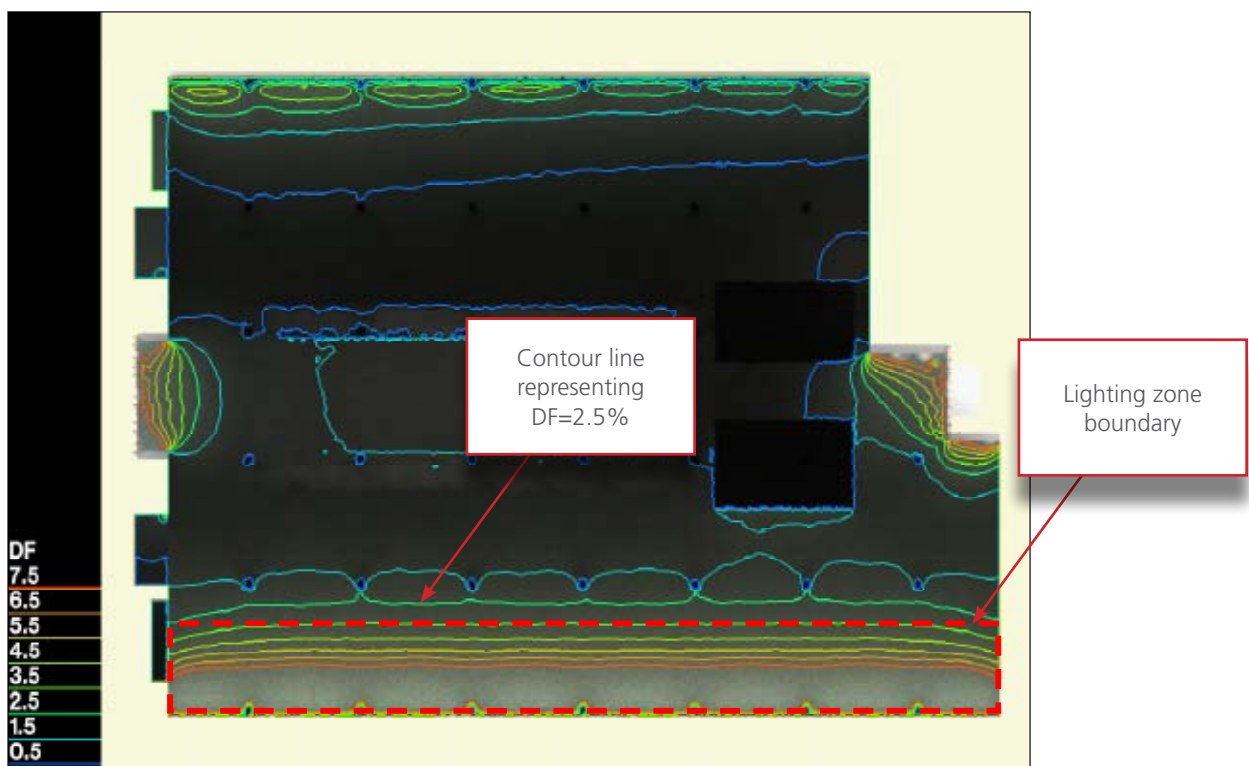 Contour line
representing
DF=2.5%
Lighting zone
boundary
DF
7.5
6.5
5.5
4.5
3.5
2.5
1.5
0.5